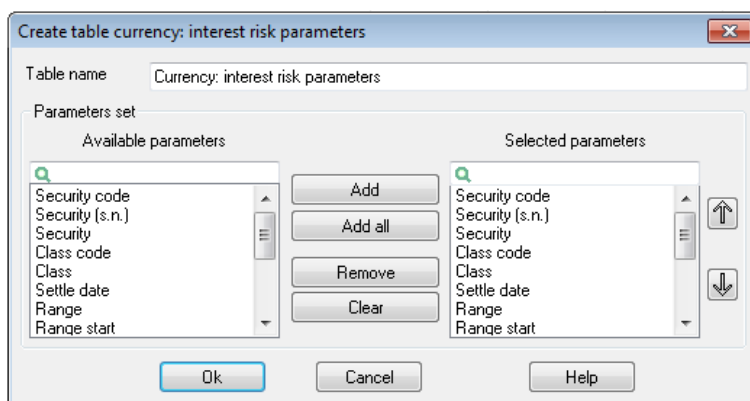 Create table currency: interest risk parameters
Table name Currency: interest risk parameters
Parameters set
Available parameters Selected parameters
Security code
Security (s.n.)
Security
Class code
Class
Settle date
Range
Range start
Add
Add all
Remove
Clear
Security code
Security (s.n.)
Security
Class code
Class
Settle date
Range
Range start
Ok Cancel Help